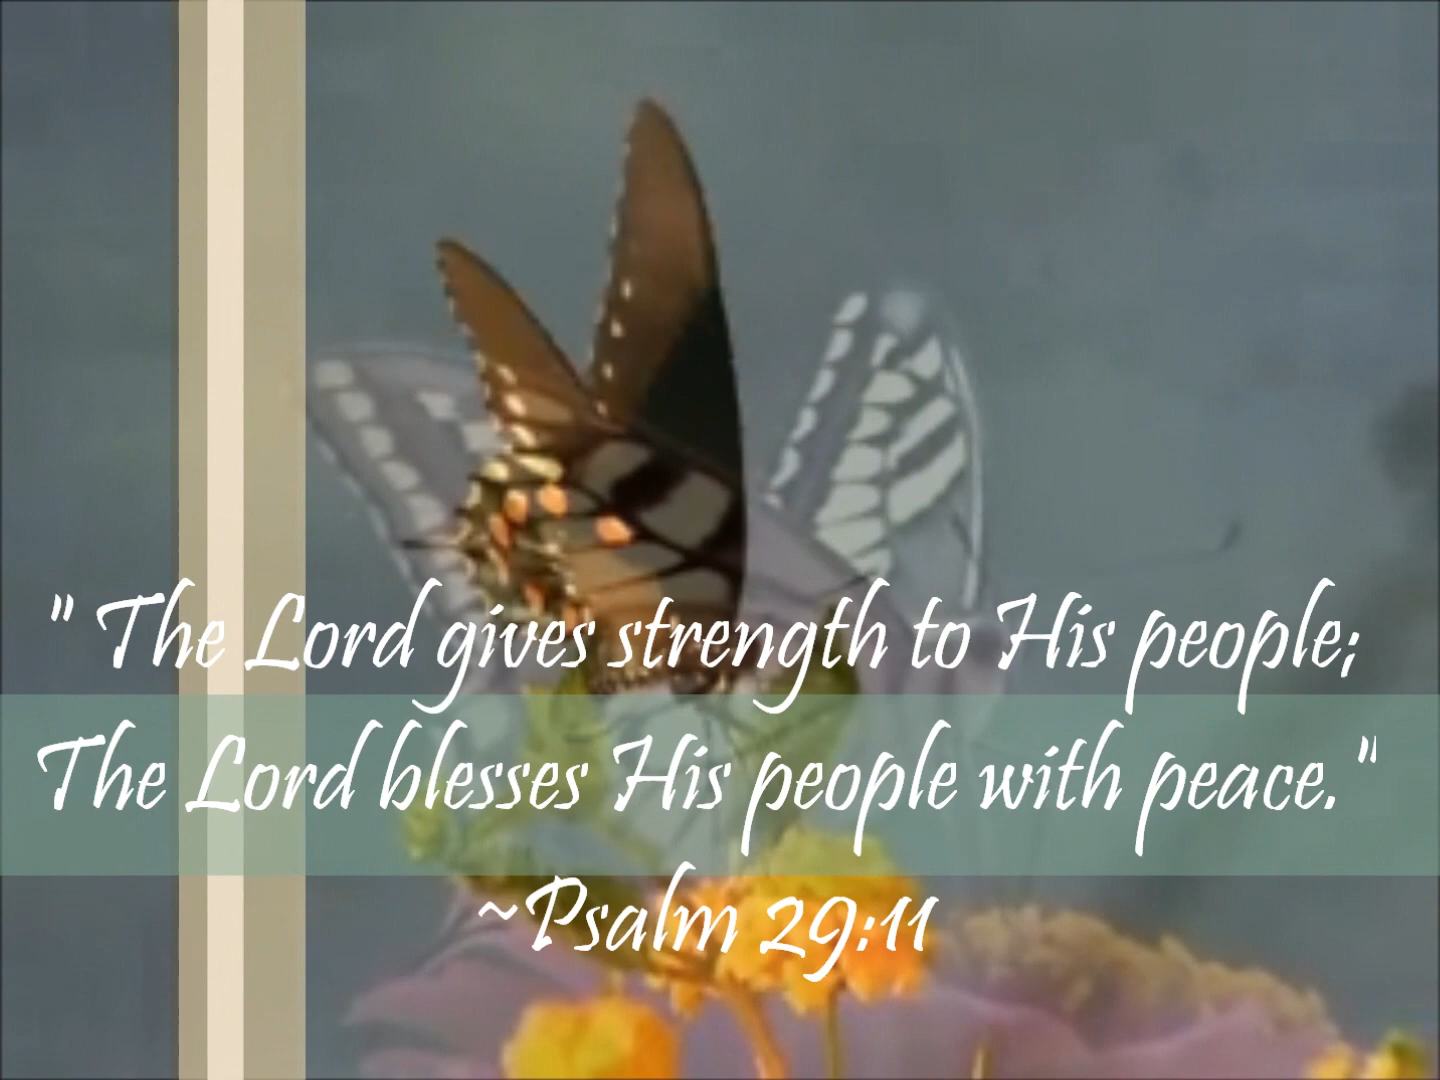 " The Lord gives strength to His people;
The Lord blesses His people with peace."
~Psalm 29:11